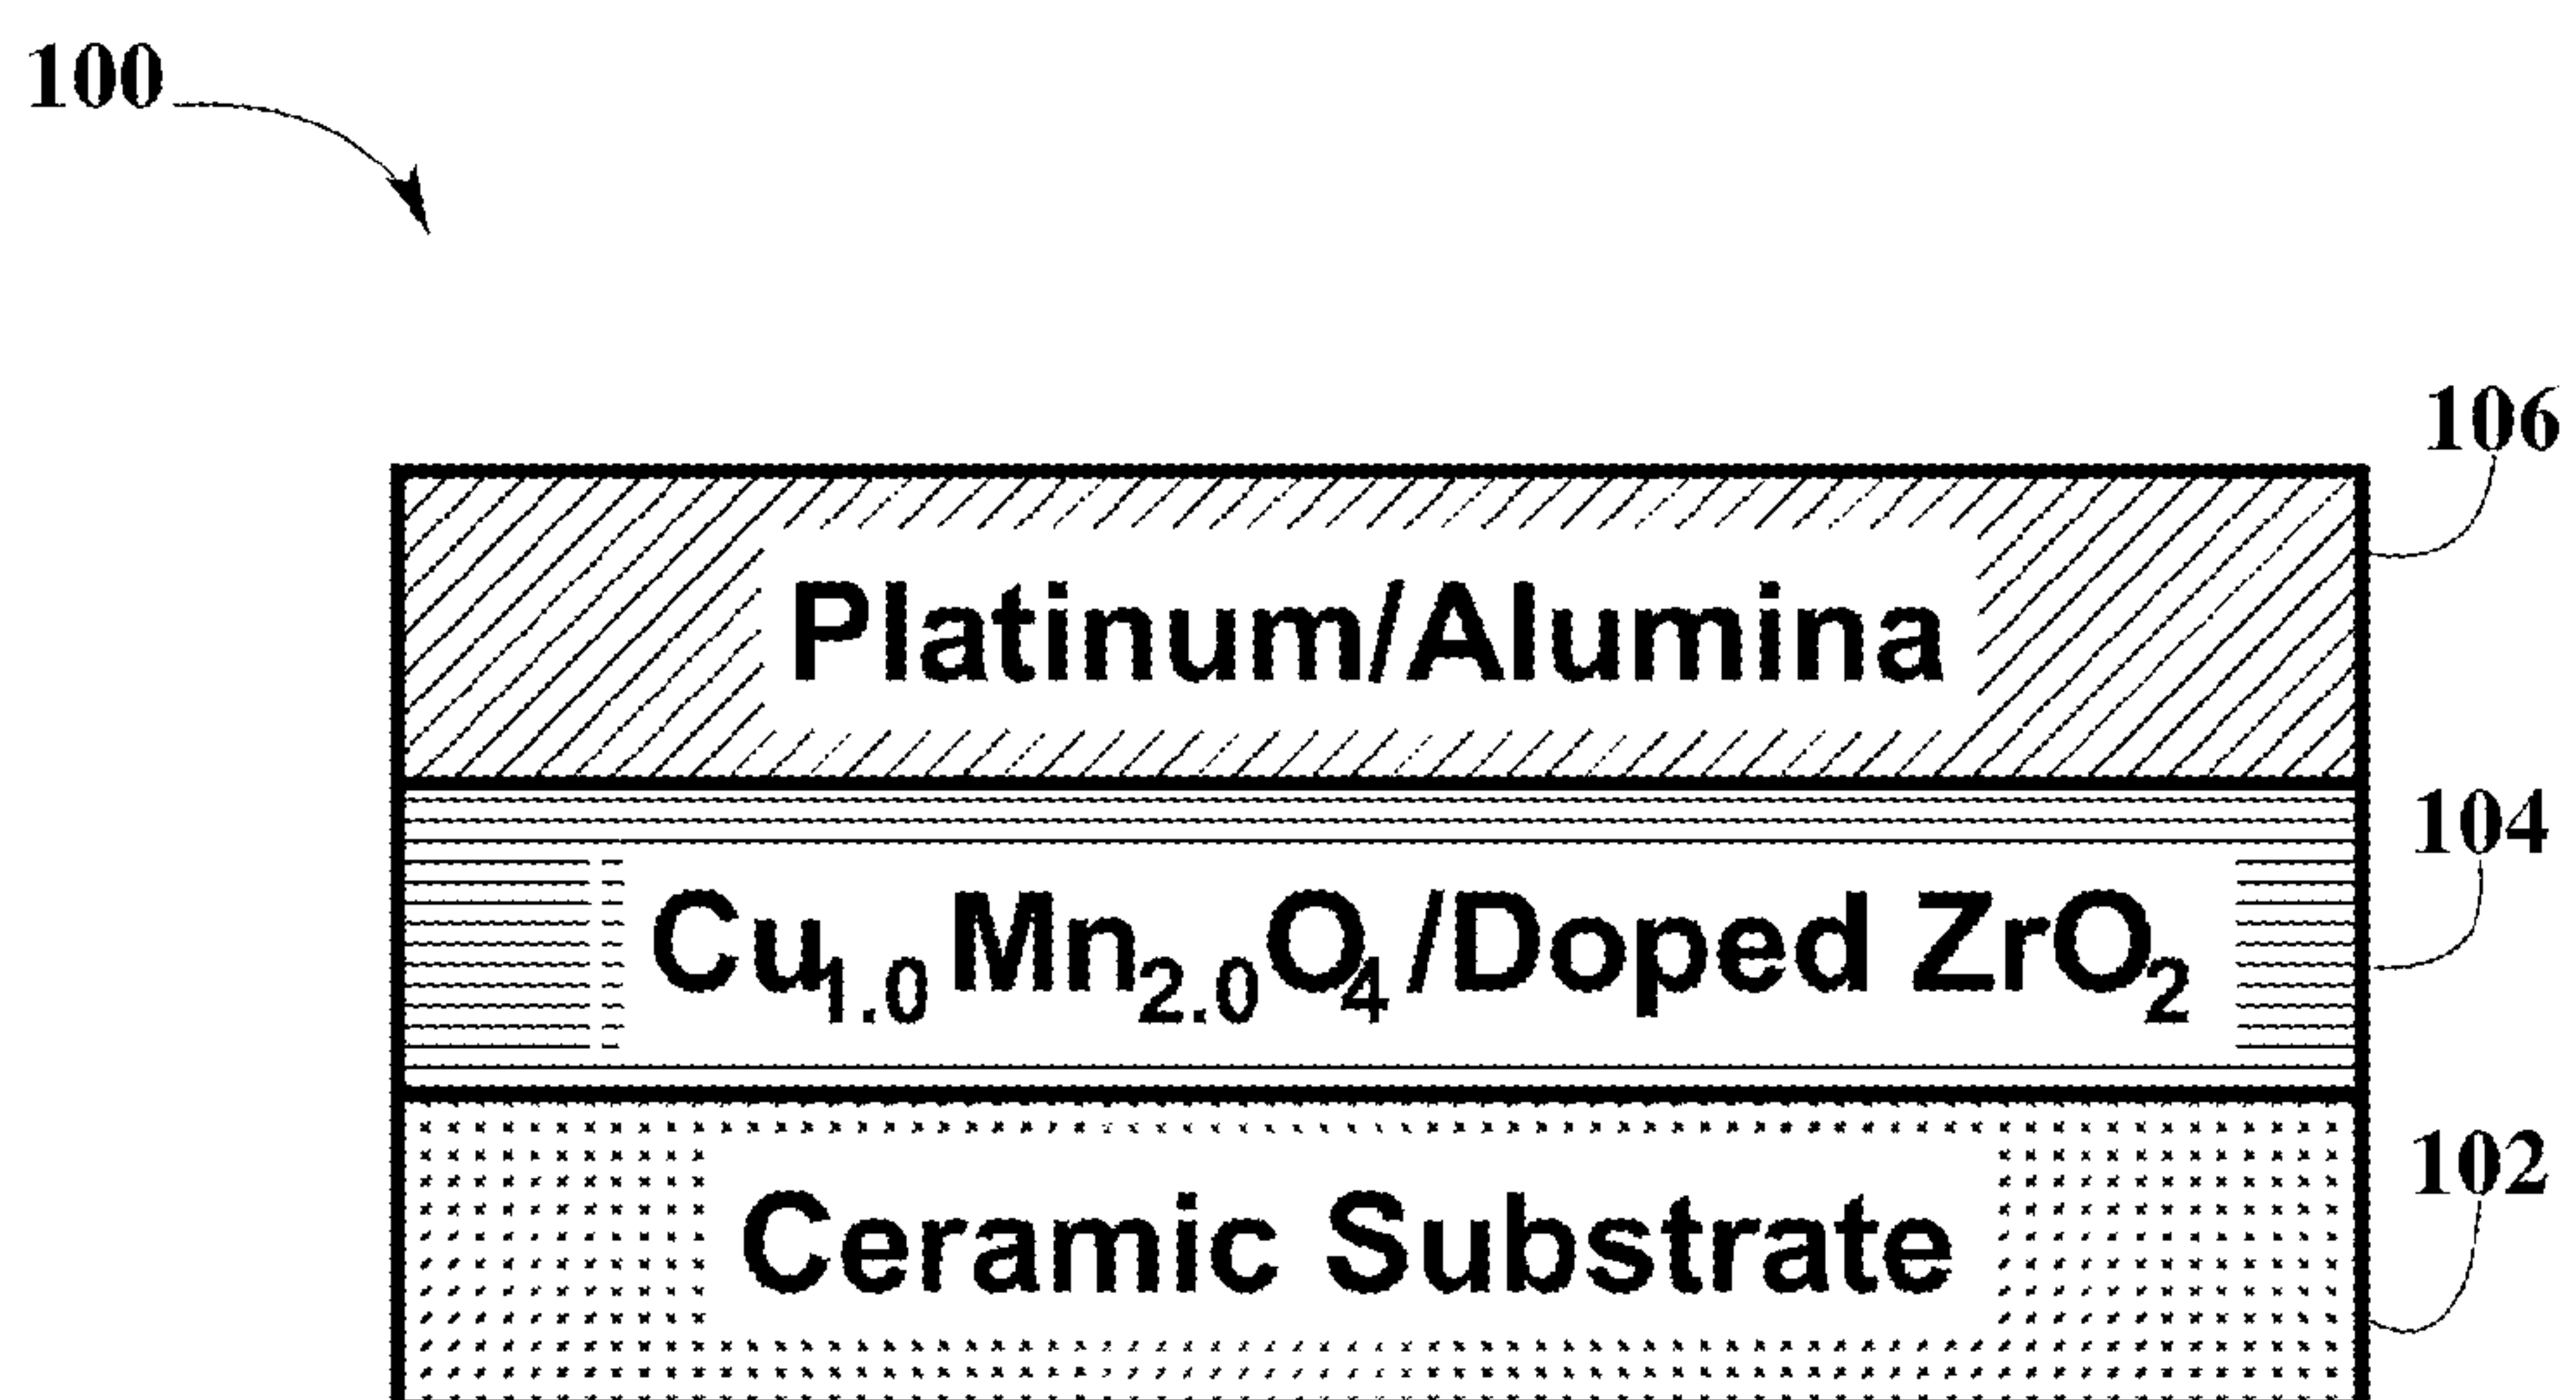 100
106
Platinum/Alumina
104
Cu₁.₀Mn₂.₀O₄/Doped ZrO₂
102
Ceramic Substrate